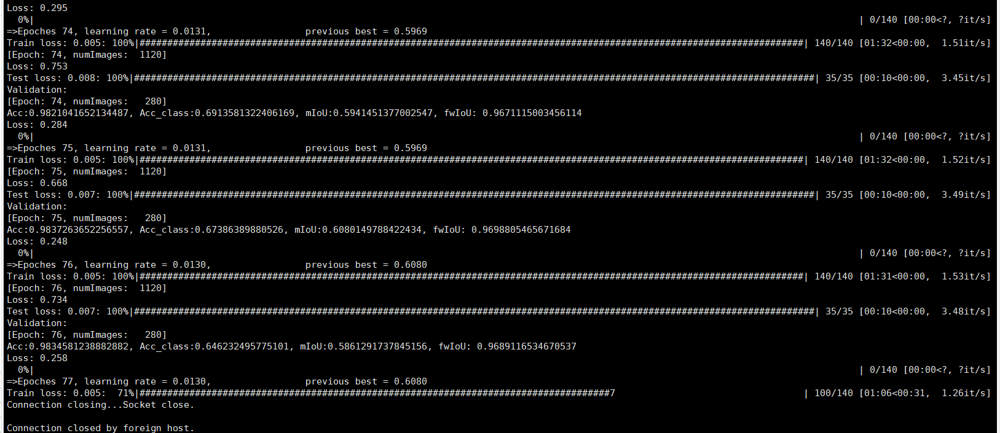 Loss: 0.295
0%| | 0/140 [00:00<?, ?it/s]
=>Epoches 74, learning rate = 0.0131, previous best = 0.5969
Train loss: 0.005: 100%|########################################################################################################################| 140/140 [01:32<00:00, 1.51it/s]
[Epoch: 74, numImages: 1120]
Loss: 0.753
Test loss: 0.008: 100%|###########################################################################################################################| 35/35 [00:10<00:00, 3.45it/s]
Validation:
[Epoch: 74, numImages: 280]
Acc:0.9821041652134487, Acc_class:0.6913581322406169, mIoU:0.5941451377002547, fwIoU: 0.9671115003456114
Loss: 0.284
0%| | 0/140 [00:00<?, ?it/s]
=>Epoches 75, learning rate = 0.0131, previous best = 0.5969
Train loss: 0.005: 100%|########################################################################################################################| 140/140 [01:32<00:00, 1.52it/s]
[Epoch: 75, numImages: 1120]
Loss: 0.668
Test loss: 0.007: 100%|###########################################################################################################################| 35/35 [00:10<00:00, 3.49it/s]
Validation:
[Epoch: 75, numImages: 280]
Acc:0.9837263652256557, Acc_class:0.67386389880526, mIoU:0.6080149788422434, fwIoU: 0.9698805465671684
Loss: 0.248
0%| | 0/140 [00:00<?, ?it/s]
=>Epoches 76, learning rate = 0.0130, previous best = 0.6080
Train loss: 0.005: 100%|########################################################################################################################| 140/140 [01:31<00:00, 1.53it/s]
[Epoch: 76, numImages: 1120]
Loss: 0.734
Test loss: 0.007: 100%|###########################################################################################################################| 35/35 [00:10<00:00, 3.48it/s]
Validation:
[Epoch: 76, numImages: 280]
Acc:0.9834581238882882, Acc_class:0.646232495775101, mIoU:0.5861291737845156, fwIoU: 0.9689116534670537
Loss: 0.258
0%| | 0/140 [00:00<?, ?it/s]
=>Epoches 77, learning rate = 0.0130, previous best = 0.6080
Train loss: 0.005: 71%|#####################################################################################7 | 100/140 [01:06<00:31, 1.26it/s]
Connection closing...Socket close.
Connection closed by foreign host.